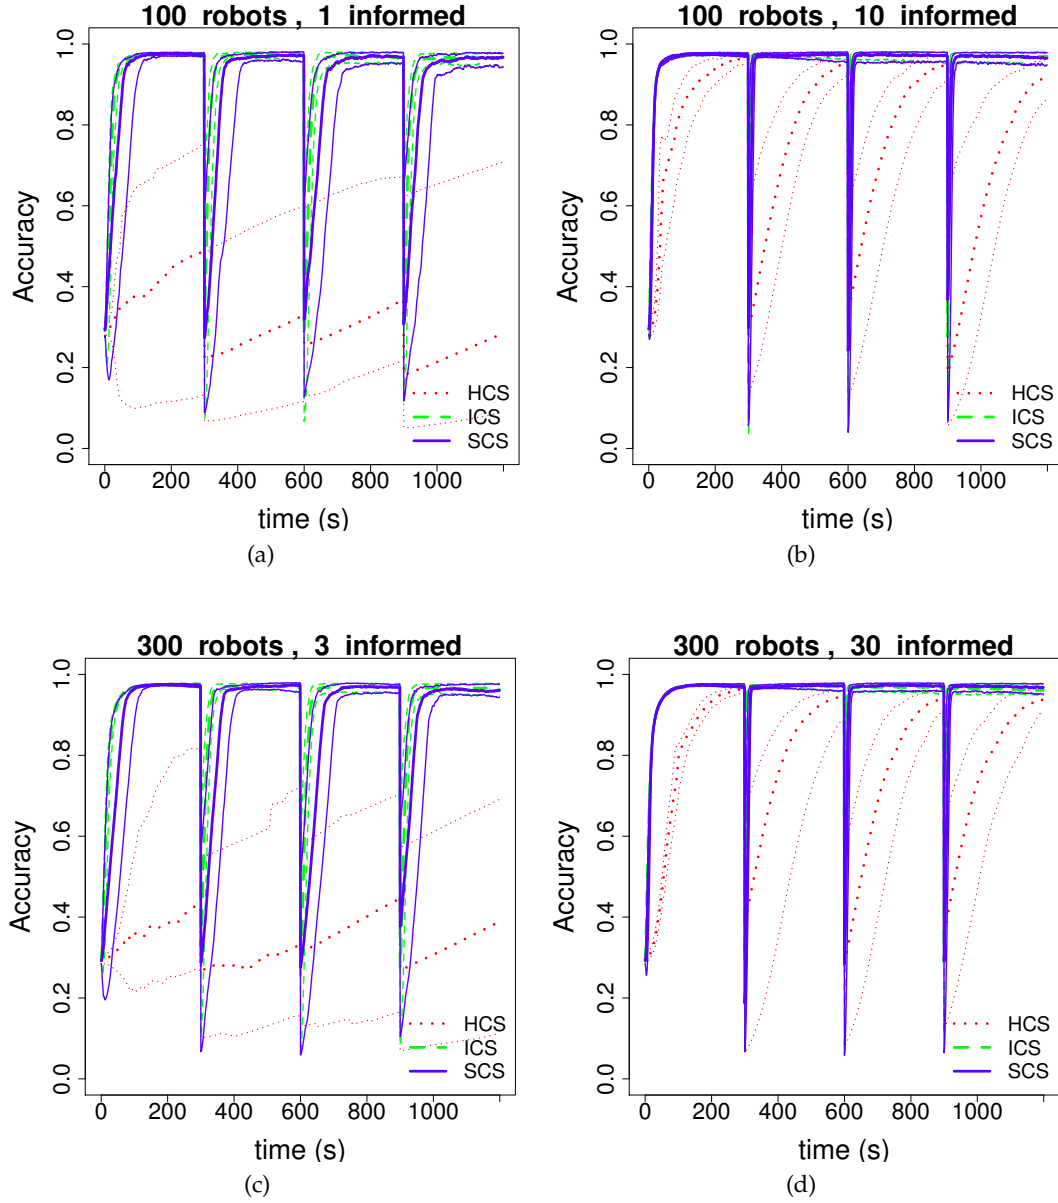 100 robots , 1 informed
Accuracy
1.0
0.8
0.6
0.4
0.2
0.0
HCS
ICS
SCS
0 200 400 600 800 1000
time (s)
(a)
100 robots , 10 informed
Accuracy
1.0
0.8
0.6
0.4
0.2
0.0
HCS
ICS
SCS
0 200 400 600 800 1000
time (s)
(b)
300 robots , 3 informed
Accuracy
1.0
0.8
0.6
0.4
0.2
0.0
HCS
ICS
SCS
0 200 400 600 800 1000
time (s)
(c)
300 robots , 30 informed
Accuracy
1.0
0.8
0.6
0.4
0.2
0.0
HCS
ICS
SCS
0 200 400 600 800 1000
time (s)
(d)